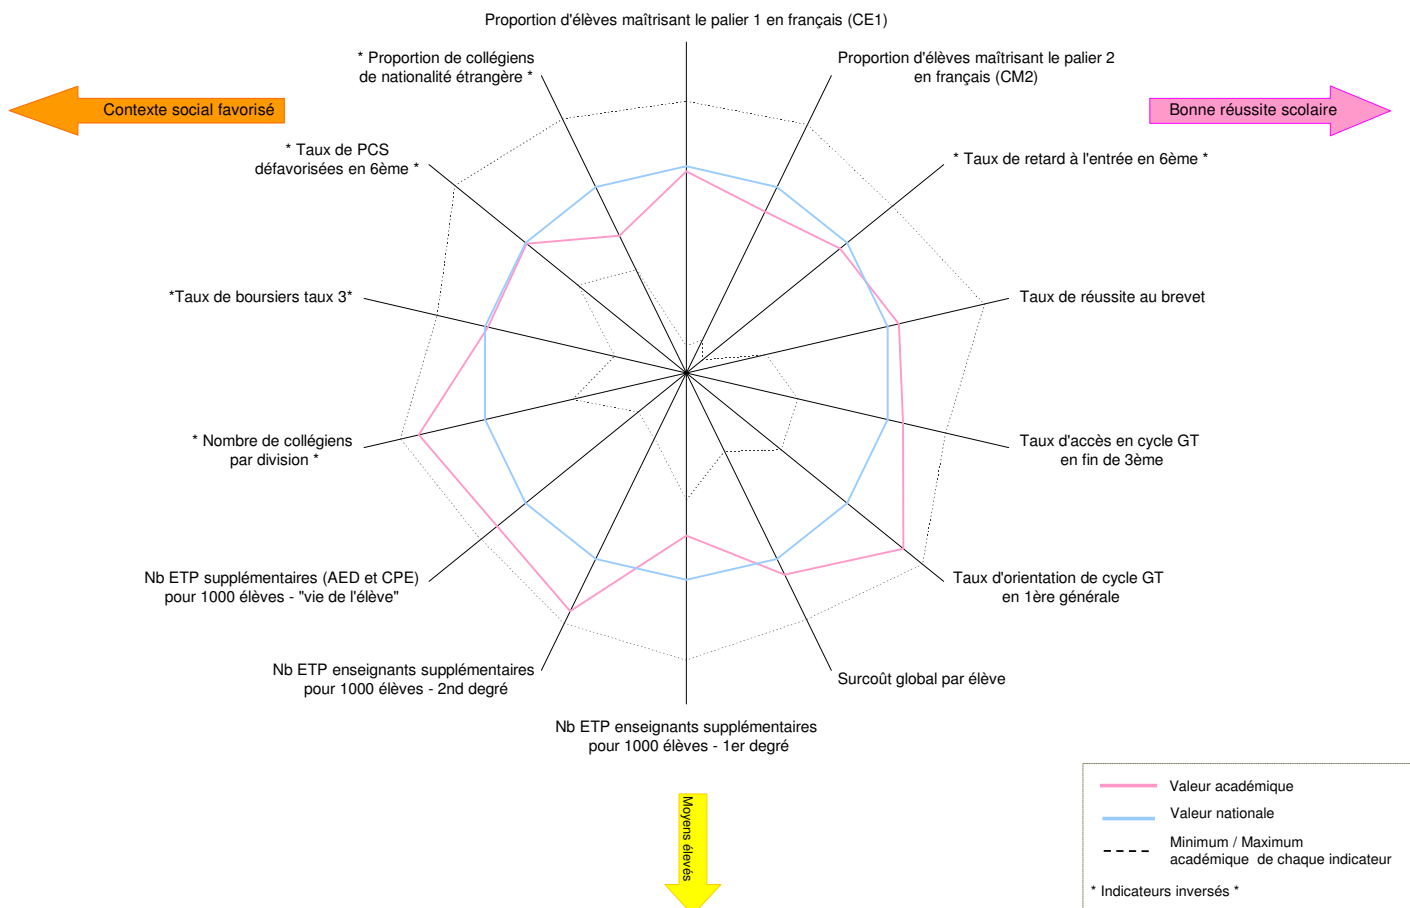 Proportion d'élèves maîtrisant le palier 1 en français (CE1)
* Proportion de collégiens
de nationalité étrangère *
Proportion d'élèves maîtrisant le palier 2
en français (CM2)
Contexte social favorisé
Bonne réussite scolaire
* Taux de PCS
défavorisées en 6ème *
* Taux de retard à l'entrée en 6ème *
*Taux de boursiers taux 3*
Taux de réussite au brevet
* Nombre de collégiens
par division *
Taux d'accès en cycle GT
en fin de 3ème
Nb ETP supplémentaires (AED et CPE)
pour 1000 élèves - "vie de l'élève"
Taux d'orientation de cycle GT
en 1ère générale
Nb ETP enseignants supplémentaires
pour 1000 élèves - 2nd degré
Surcoût global par élève
Nb ETP enseignants supplémentaires
pour 1000 élèves - 1er degré
Moyens élevés
Valeur académique
Valeur nationale
Minimum / Maximum
académique de chaque indicateur
* Indicateurs inversés *